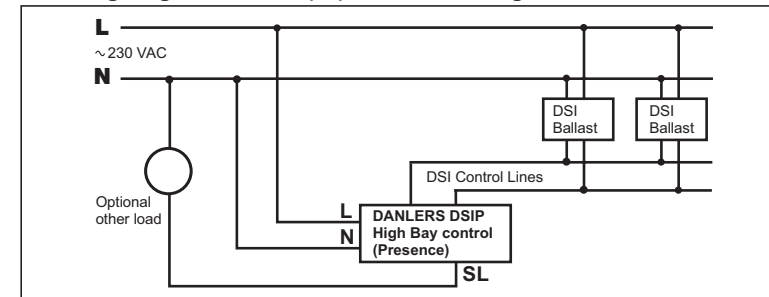 L
~230 VAC
N
DSI
Ballast
DSI
Ballast
DSI Control Lines
Optional
other load
L
N
DANLERS DSIP
High Bay control
(Presence)
SL